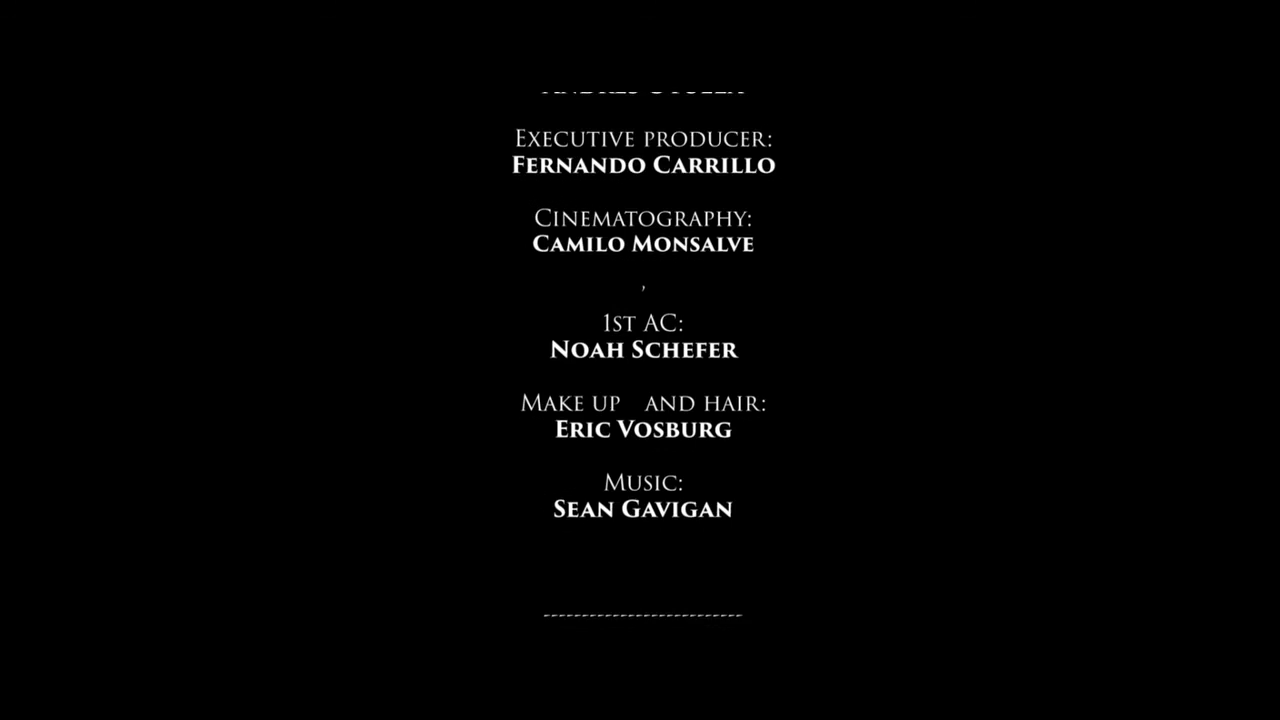 Executive producer:
Fernando Carrillo
Cinematography:
Camilo Monsalve
,
1st AC:
Noah Schefer
Make up and hair:
Eric Vosburg
Music:
Sean Gavigan
--------------------------